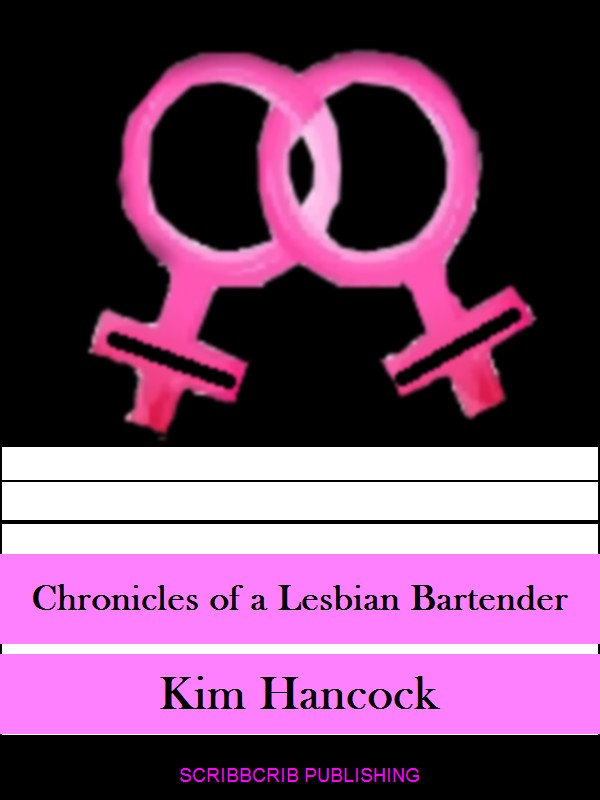 Chronicles of a Lesbian Bartender
Kim Hancock
SCRIBBCRIB PUBLISHING